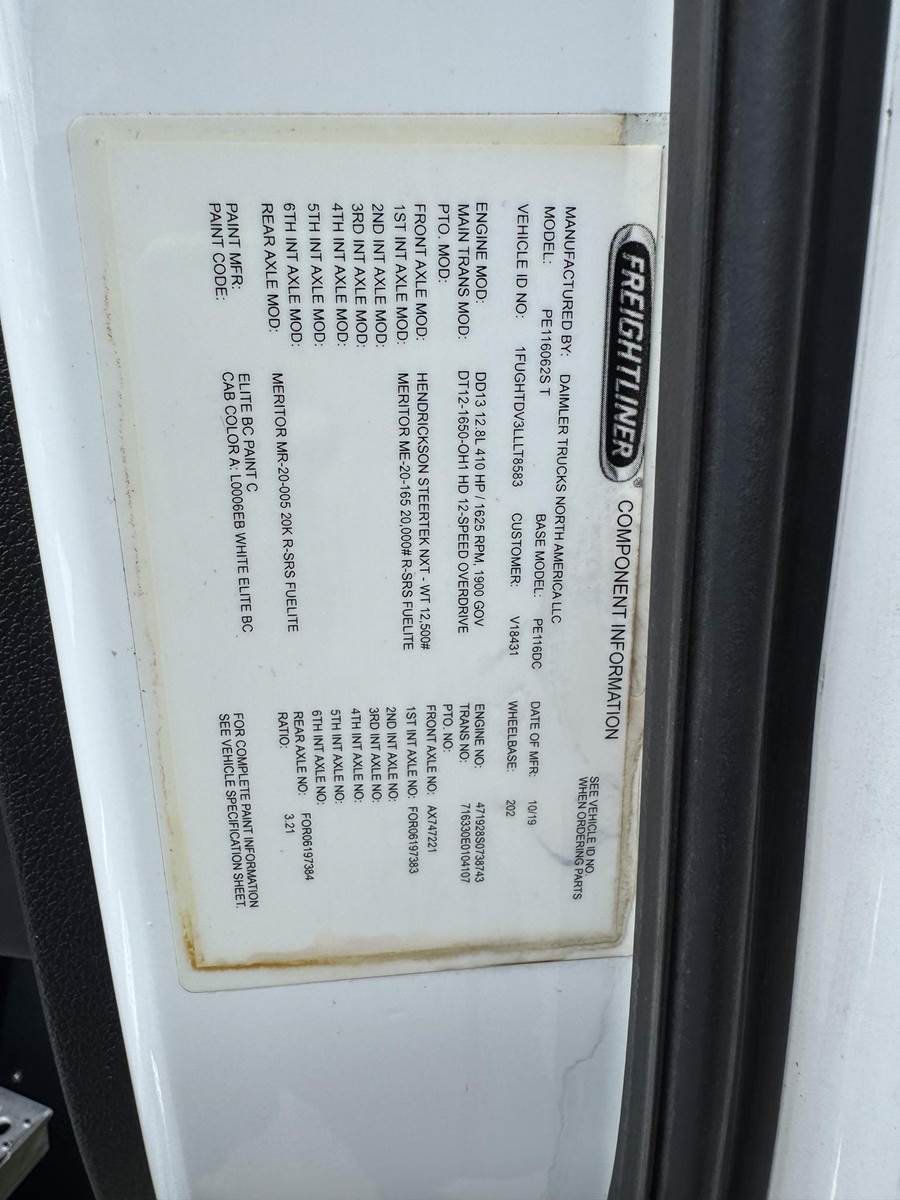 FREIGHTLINER® COMPONENT INFORMATION
SEE VEHICLE ID NO.
WHEN ORDERING PARTS
MANUFACTURED BY: DAIMLER TRUCKS NORTH AMERICA LLC
MODEL: PE116062S T BASE MODEL: PE116DC DATE OF MFR: 10/19
VEHICLE ID NO: 1FUGHTDV3LLLT8583 CUSTOMER: V18431 WHEELBASE: 202
ENGINE MOD: DD13 12.8L 410 HP / 1625 RPM, 1900 GOV ENGINE NO: 471928S0738743
MAIN TRANS MOD: DT12-1650-OH1 HD 12-SPEED OVERDRIVE TRANS NO: 716330E0104107
PTO. MOD: PTO. NO:
FRONT AXLE MOD: HENDRICKSON STEERTEK NXT - WT 12,500# FRONT AXLE NO: AX747221
1ST INT AXLE MOD: MERITOR ME-20-165 20,000# R-SRS FUELITE 1ST INT AXLE NO: FOR06197383
2ND INT AXLE MOD: 2ND INT AXLE NO:
3RD INT AXLE MOD: 3RD INT AXLE NO:
4TH INT AXLE MOD: 4TH INT AXLE NO:
5TH INT AXLE MOD: 5TH INT AXLE NO:
6TH INT AXLE MOD: 6TH INT AXLE NO:
REAR AXLE MOD: MERITOR MR-20-005 20K R-SRS FUELITE REAR AXLE NO: FOR06197384
RATIO: 3.21
PAINT MFR: ELITE BC PAINT C
PAINT CODE: CAB COLOR A: L0006EB WHITE ELITE BC
FOR COMPLETE PAINT INFORMATION
SEE VEHICLE SPECIFICATION SHEET.